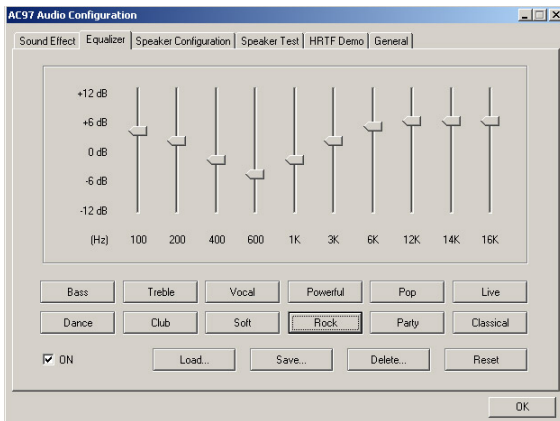 AC97 Audio Configuration
Sound Effect Equalizer Speaker Configuration Speaker Test HRTF Demo General
+12 dB
+6 dB
0 dB
-6 dB
-12 dB
(Hz) 100 200 400 600 1K 3K 6K 12K 14K 16K
Bass Treble Vocal Powerful Pop Live
Dance Club Soft Rock Party Classical
ON Load... Save... Delete... Reset
OK